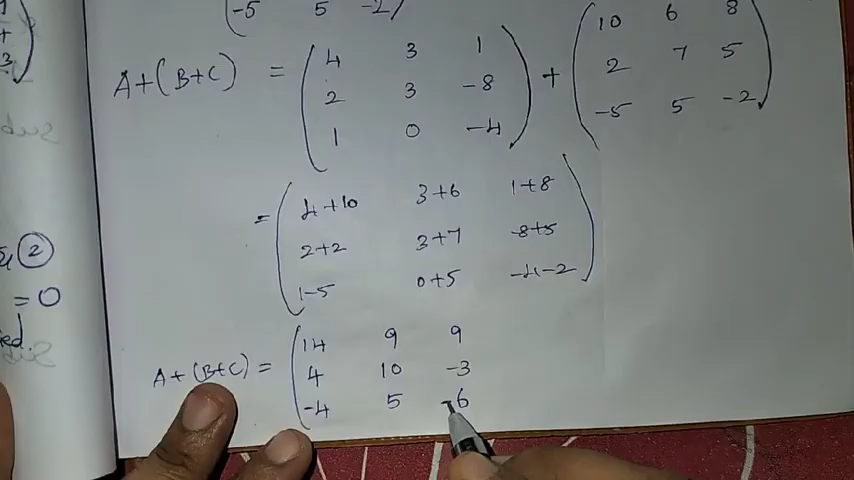 -5 5 -2
A+(B+C) = ( 4 3 1 ) + ( 10 6 8 )
2 3 -8 2 7 5
1 0 -4 -5 5 -2
= ( 4+10 3+6 1+8 )
2+2 3+7 -8+5
1-5 0+5 -4-2
A+(B+C) = ( 14 9 9
4 10 -3
-4 5 -6
2
=0